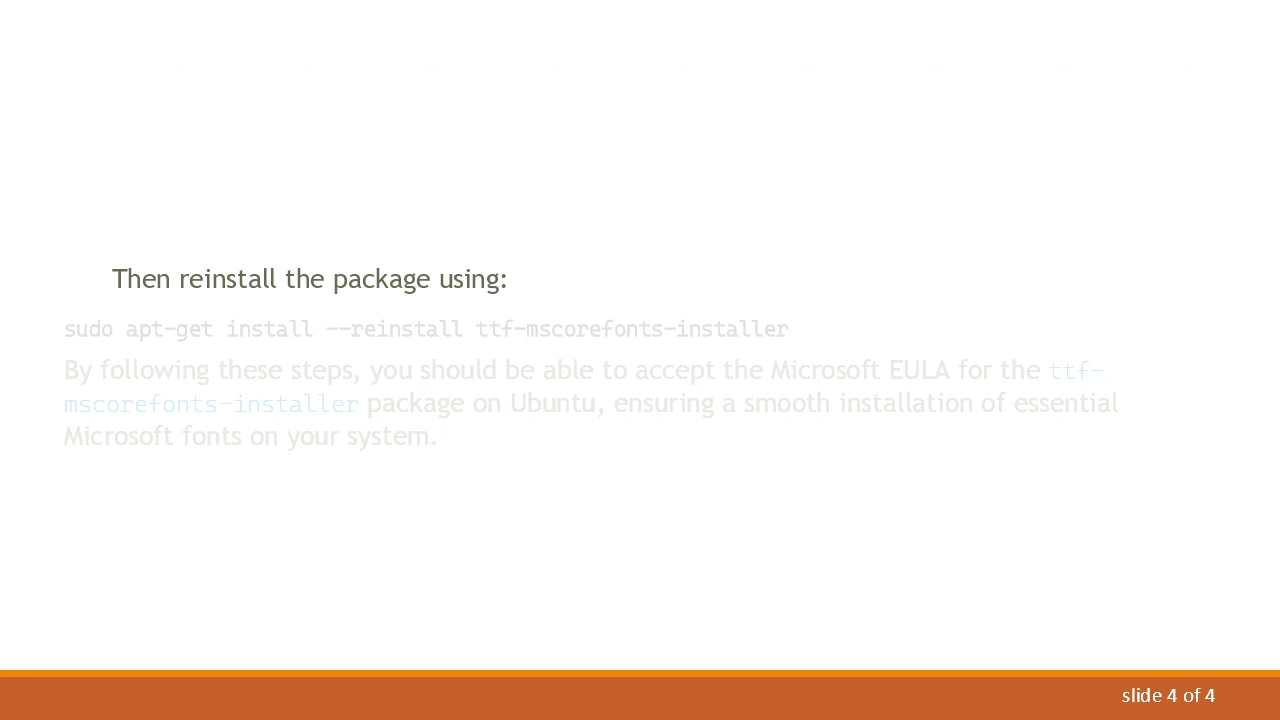 Then reinstall the package using:
sudo apt-get install --reinstall ttf-mscorefonts-installer
By following these steps, you should be able to accept the Microsoft EULA for the ttf-
mscorefonts-installer package on Ubuntu, ensuring a smooth installation of essential
Microsoft fonts on your system.
slide 4 of 4